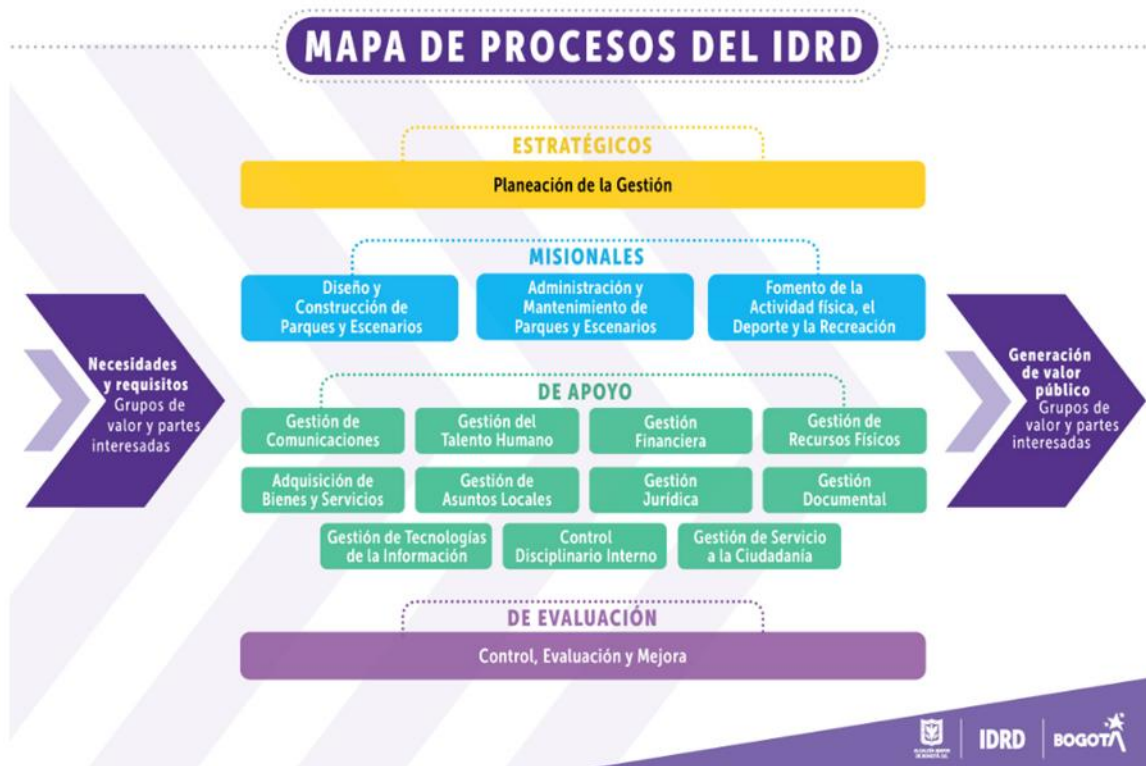 MAPA DE PROCESOS DEL IDRD
ESTRATÉGICOS
Planeación de la Gestión
MISIONALES
Diseño y
Construcción de
Parques y Escenarios
Administración y
Mantenimiento de
Parques y Escenarios
Fomento de la
Actividad física, el
Deporte y la Recreación
Necesidades
y requisitos
Grupos de
valor y partes
interesadas
DE APOYO
Gestión de
Comunicaciones
Gestión del
Talento Humano
Gestión
Financiera
Gestión de
Recursos Físicos
Adquisición de
Bienes y Servicios
Gestión de
Asuntos Locales
Gestión
Jurídica
Gestión
Documental
Gestión de Tecnologías
de la Información
Control
Disciplinario Interno
Gestión de Servicio
a la Ciudadanía
Generación
de valor
público
Grupos de
valor y partes
interesadas
DE EVALUACIÓN
Control, Evaluación y Mejora
ALCALDÍA MAYOR
DE BOGOTÁ D.C.
IDRD
BOGOTÁ